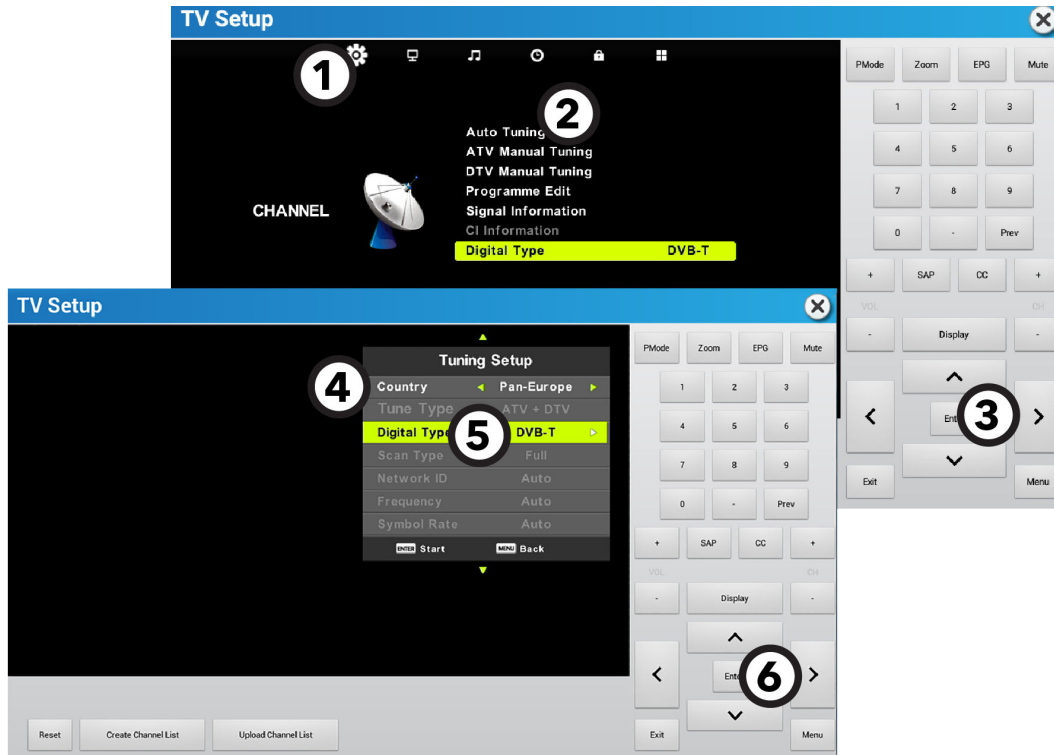 TV Setup
1
2
Auto Tuning
ATV Manual Tuning
DTV Manual Tuning
Programme Edit
Signal Information
CI Information
Digital Type DVB-T
CHANNEL
PMode Zoom EPG Mute
1 2 3
4 5 6
7 8 9
0 - Prev
+ SAP CC +
VOL CH
- Display -
3
Exit Menu
TV Setup
Tuning Setup
4
Country Pan-Europe
Tune Type ATV + DTV
5
Digital Type DVB-T
Scan Type Full
Network ID Auto
Frequency Auto
Symbol Rate Auto
ENTER Start MENU Back
PMode Zoom EPG Mute
1 2 3
4 5 6
7 8 9
0 - Prev
+ SAP CC +
VOL CH
- Display -
6
Exit Menu
Reset Create Channel List Upload Channel List